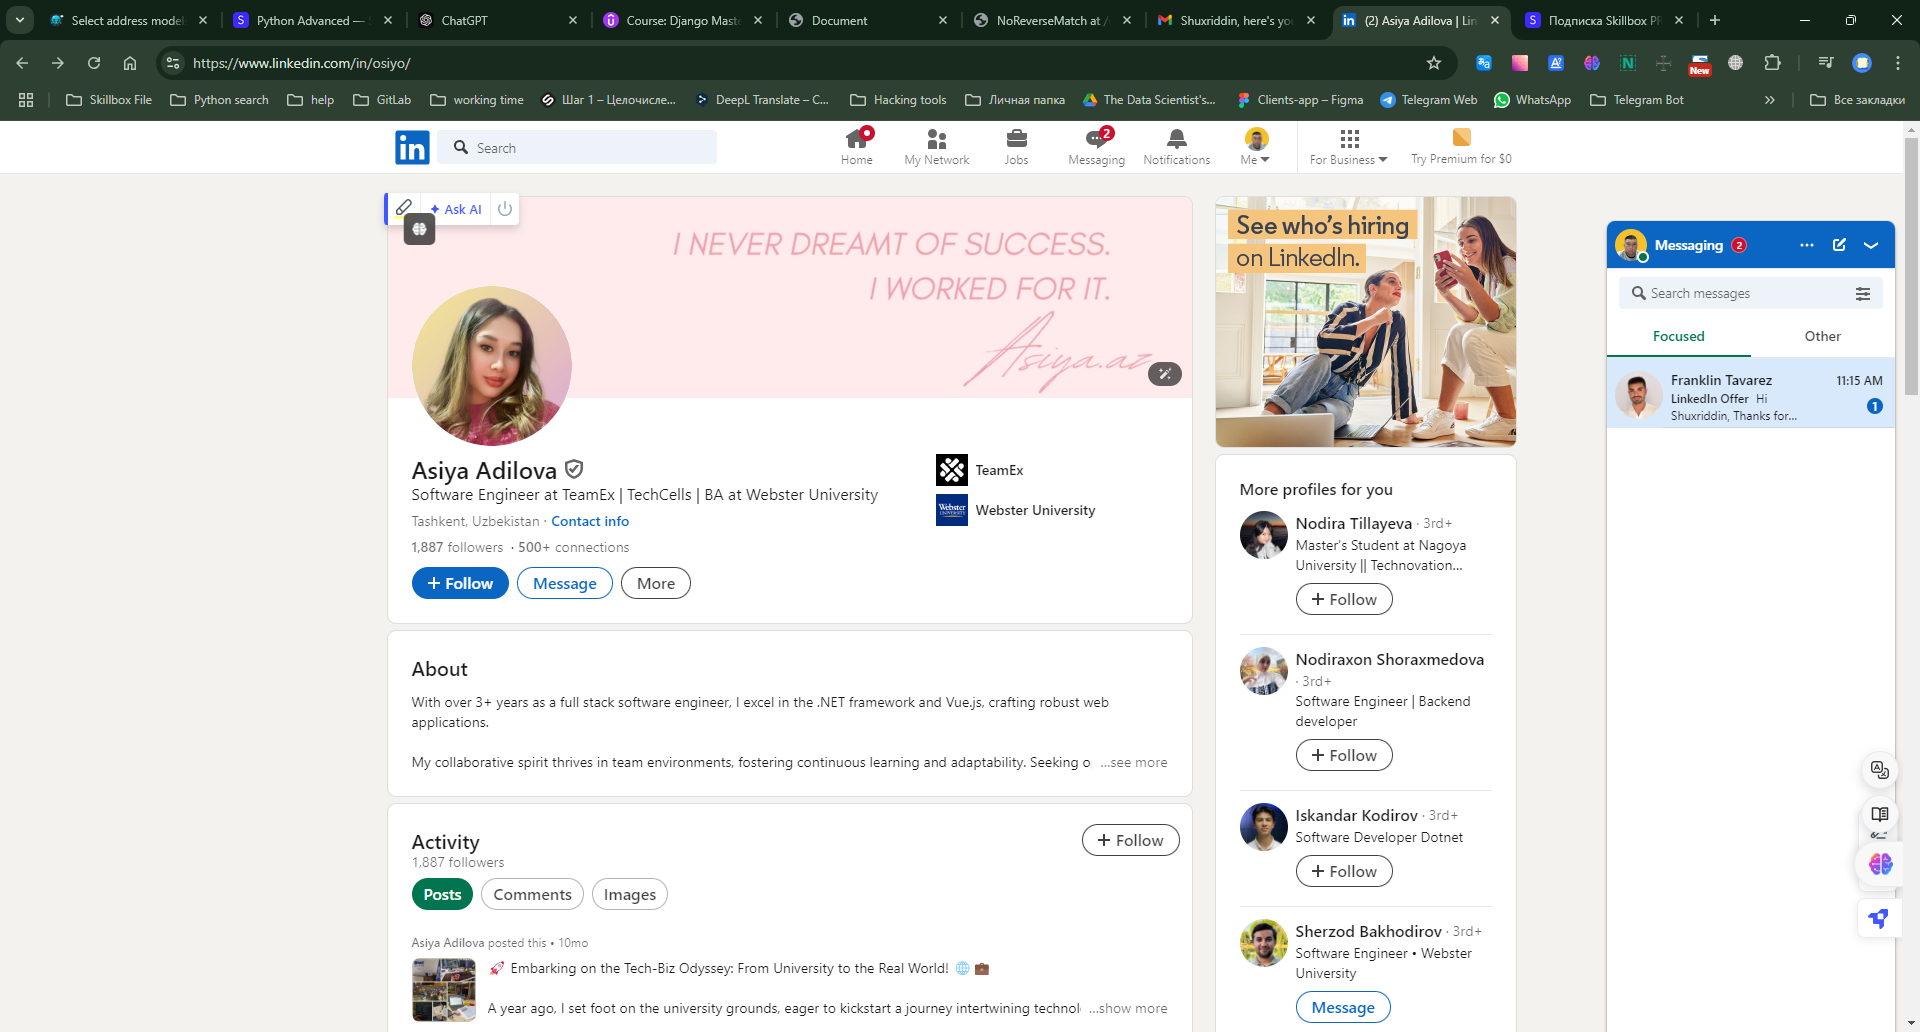 Select address model
Python Advanced —
ChatGPT
Course: Django Maste
Document
NoReverseMatch at /
Shuxriddin, here's yo
(2) Asiya Adilova | Lin
Подписка Skillbox PR
https://www.linkedin.com/in/osiyo/
New
Skillbox File
Python search
help
GitLab
working time
Шаг 1 – Целочисле...
DeepL Translate – C...
Hacking tools
Личная папка
The Data Scientist's...
Clients-app – Figma
Telegram Web
WhatsApp
Telegram Bot
Все закладки
in
Search
Home
My Network
Jobs
2
Messaging
Notifications
Me
For Business
Try Premium for $0
Ask AI
I NEVER DREAMT OF SUCCESS.
I WORKED FOR IT.
Asiya.az
Asiya Adilova
Software Engineer at TeamEx | TechCells | BA at Webster University
Tashkent, Uzbekistan · Contact info
1,887 followers · 500+ connections
+ Follow
Message
More
TeamEx
Webster University
Webster University
About
With over 3+ years as a full stack software engineer, I excel in the .NET framework and Vue.js, crafting robust web
applications.
My collaborative spirit thrives in team environments, fostering continuous learning and adaptability. Seeking o ...see more
Activity
1,887 followers
+ Follow
Posts
Comments
Images
Asiya Adilova posted this • 10mo
🚀 Embarking on the Tech-Biz Odyssey: From University to the Real World! 🌐 💼
A year ago, I set foot on the university grounds, eager to kickstart a journey intertwining technol ...show more
See who's hiring
on LinkedIn.
More profiles for you
Nodira Tillayeva · 3rd+
Master's Student at Nagoya
University || Technovation...
+ Follow
Nodiraxon Shoraxmedova
· 3rd+
Software Engineer | Backend
developer
+ Follow
Iskandar Kodirov · 3rd+
Software Developer Dotnet
+ Follow
Sherzod Bakhodirov · 3rd+
Software Engineer • Webster
University
Message
Messaging 2
Search messages
Focused
Other
Franklin Tavarez 11:15 AM
LinkedIn Offer Hi
Shuxriddin, Thanks for...
1